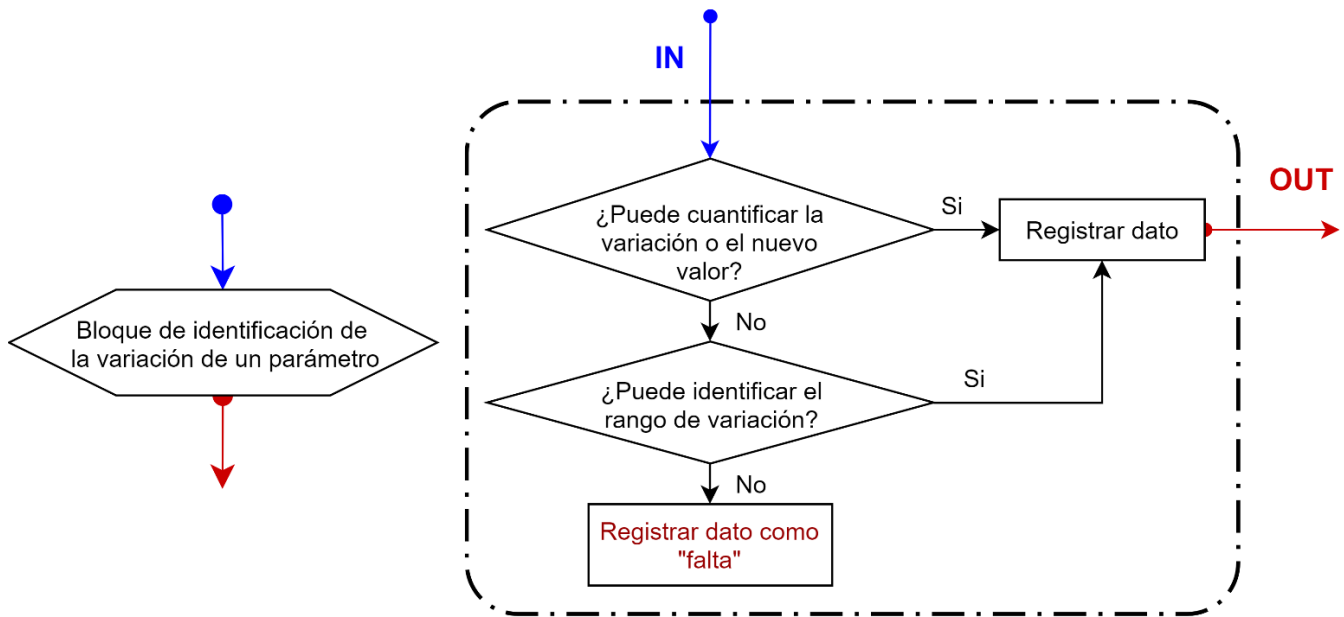 Bloque de identificación de
la variación de un parámetro
IN
¿Puede cuantificar la
variación o el nuevo
valor?
Si
Registrar dato
OUT
No
¿Puede identificar el
rango de variación?
Si
No
Registrar dato como
"falta"